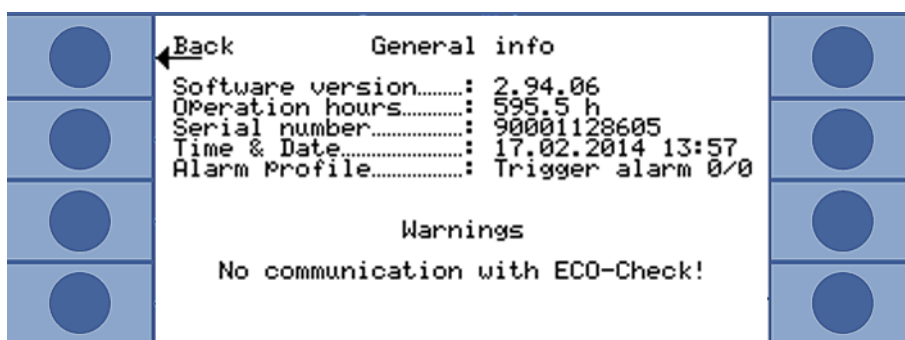 Back General info
Software version........: 2.94.06
Operation hours.........: 595.5 h
Serial number...........: 90001128605
Time & Date.............: 17.02.2014 13:57
Alarm Profile...........: Trigger alarm 0/0
Warnings
No communication with ECO-Check!